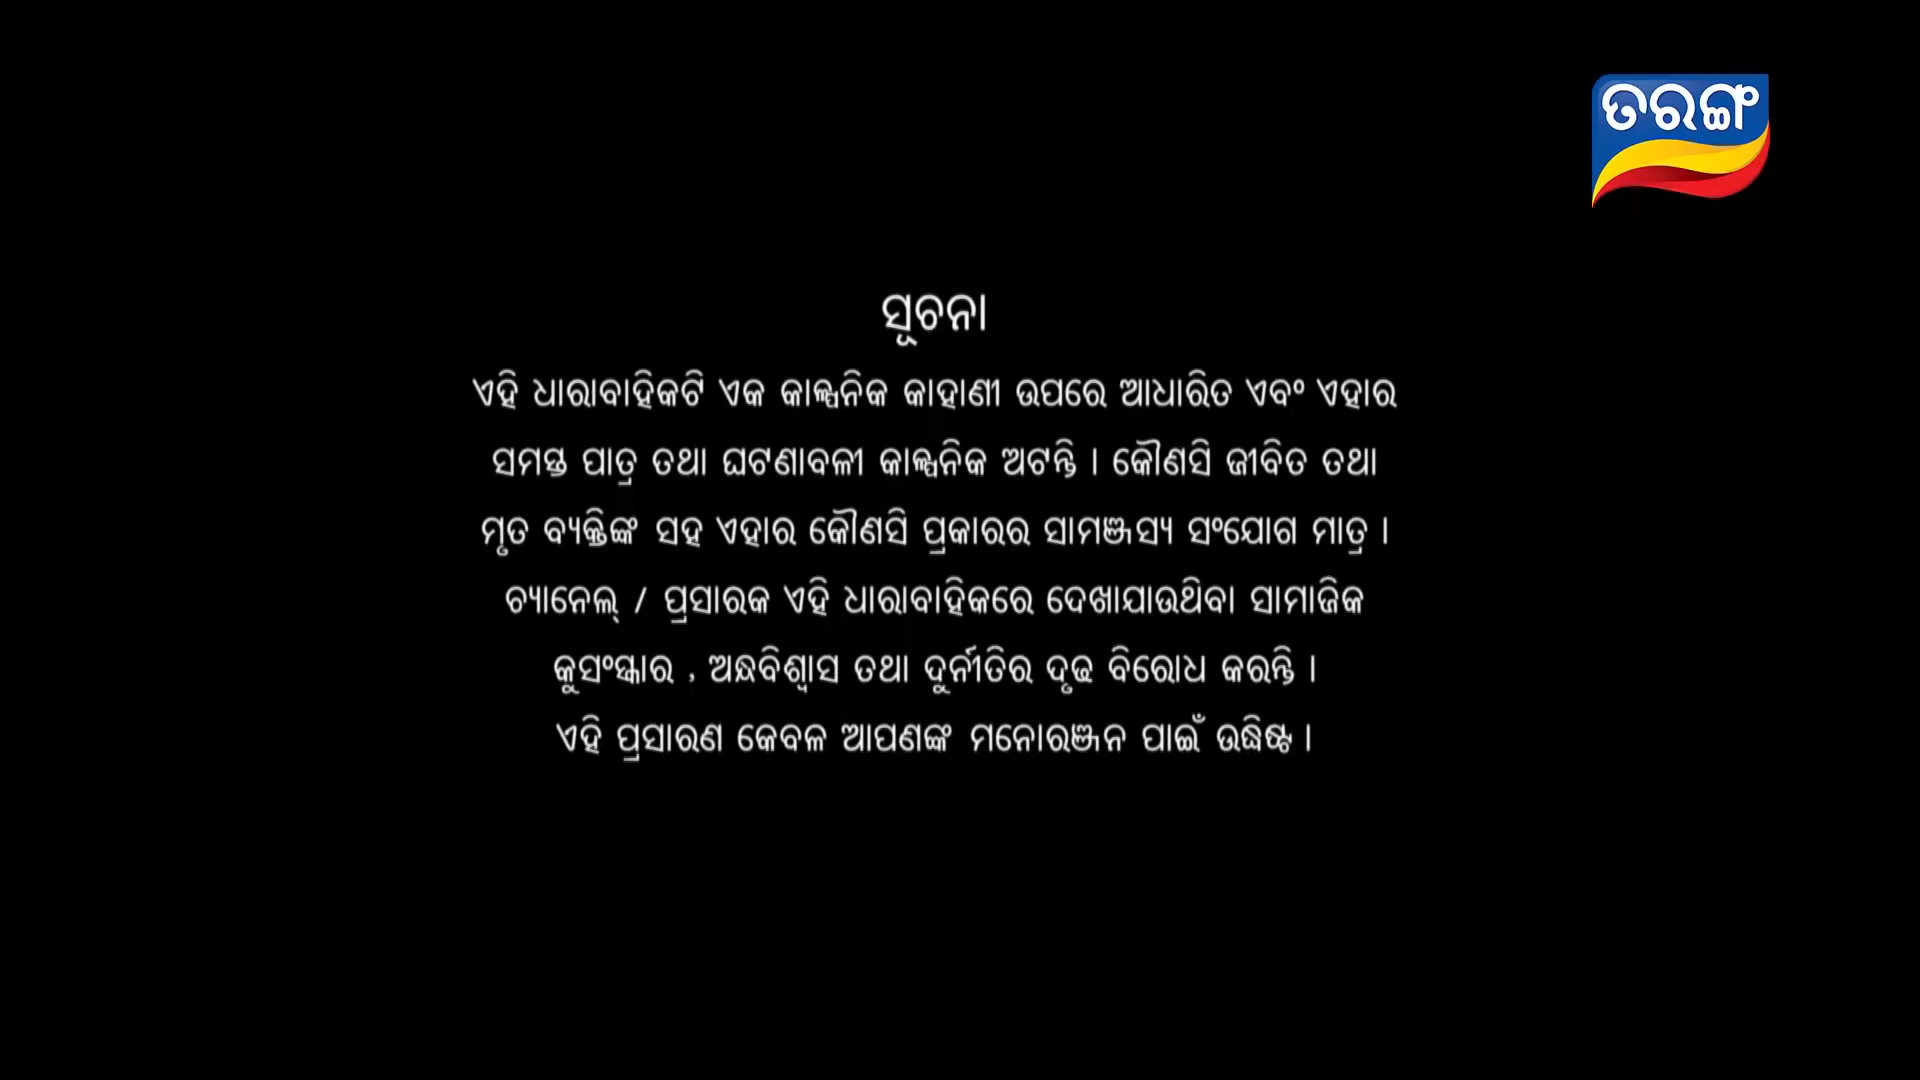 ତରଙ୍ଗ
ସୂଚନା
ଏହି ଧାରାବାହିକଟି ଏକ କାଳ୍ପନିକ କାହାଣୀ ଉପରେ ଆଧାରିତ ଏବଂ ଏହାର
ସମସ୍ତ ପାତ୍ର ତଥା ଘଟଣାବଳୀ କାଳ୍ପନିକ ଅଟନ୍ତି । କୌଣସି ଜୀବିତ ତଥା
ମୃତ ବ୍ୟକ୍ତିଙ୍କ ସହ ଏହାର କୌଣସି ପ୍ରକାରର ସାମଞ୍ଜସ୍ୟ ସଂଯୋଗ ମାତ୍ର ।
ଚ୍ୟାନେଲ୍ / ପ୍ରସାରକ ଏହି ଧାରାବାହିକରେ ଦେଖାଯାଉଥିବା ସାମାଜିକ
କୁସଂସ୍କାର , ଅନ୍ଧବିଶ୍ୱାସ ତଥା ଦୁର୍ନୀତିର ଦୃଢ ବିରୋଧ କରନ୍ତି ।
ଏହି ପ୍ରସାରଣ କେବଳ ଆପଣଙ୍କ ମନୋରଞ୍ଜନ ପାଇଁ ଉଦ୍ଧିଷ୍ଟ ।